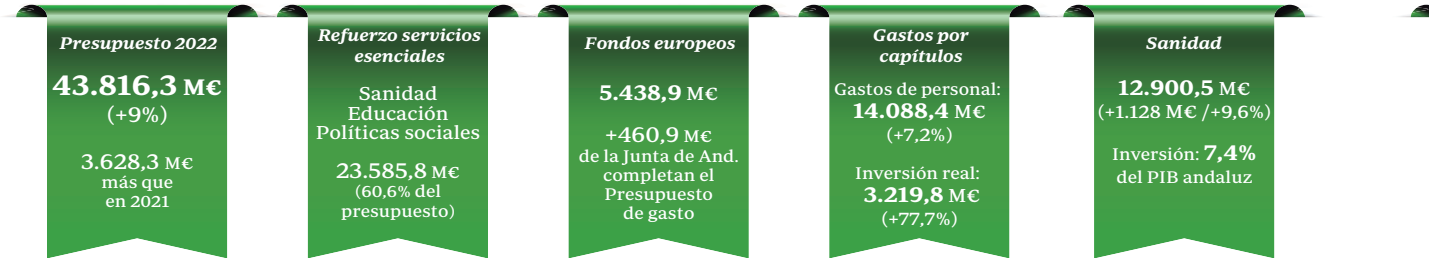 Presupuesto 2022
43.816,3 M€
(+9%)
3.628,3 M€
más que
en 2021
Refuerzo servicios
esenciales
Sanidad
Educación
Políticas sociales
23.585,8 M€
(60,6% del
presupuesto)
Fondos europeos
5.438,9 M€
+460,9 M€
de la Junta de And.
completan el
Presupuesto
de gasto
Gastos por
capítulos
Gastos de personal:
14.088,4 M€
(+7,2%)
Inversión real:
3.219,8 M€
(+77,7%)
Sanidad
12.900,5 M€
(+1.128 M€ /+9,6%)
Inversión: 7,4%
del PIB andaluz